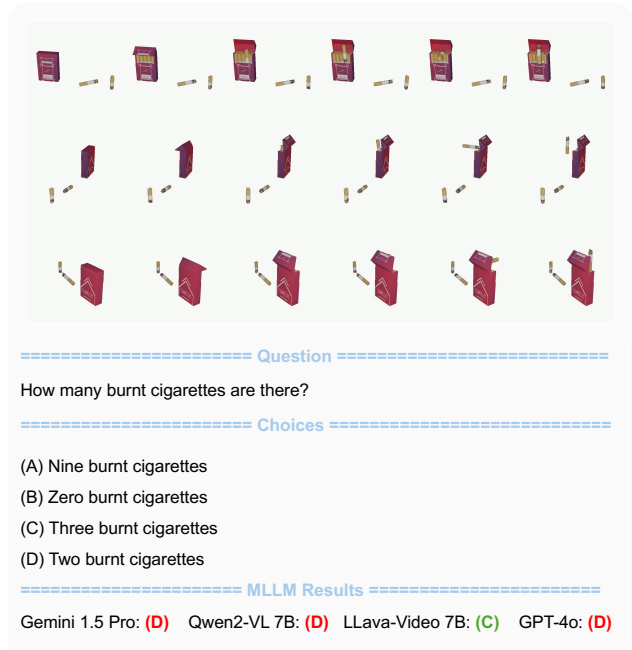 ======================= Question ===========================
How many burnt cigarettes are there?
======================= Choices ============================
(A) Nine burnt cigarettes
(B) Zero burnt cigarettes
(C) Three burnt cigarettes
(D) Two burnt cigarettes
====================== MLLM Results =======================
Gemini 1.5 Pro: (D) Qwen2-VL 7B: (D) LLava-Video 7B: (C) GPT-4o: (D)